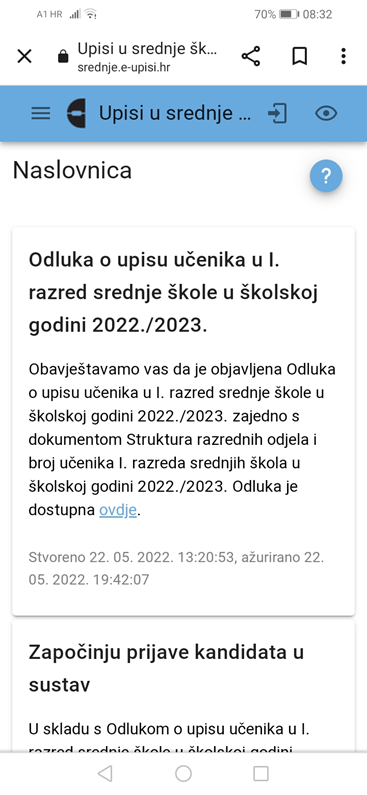 A1 HR 70% 08:32
Upisi u srednje šk...
srednje.e-upisi.hr
Upisi u srednje ...
Naslovnica
?
Odluka o upisu učenika u I.
razred srednje škole u školskoj
godini 2022./2023.
Obavještavamo vas da je objavljena Odluka
o upisu učenika u I. razred srednje škole u
školskoj godini 2022./2023. zajedno s
dokumentom Struktura razrednih odjela i
broj učenika I. razreda srednjih škola u
školskoj godini 2022./2023. Odluka je
dostupna ovdje.
Stvoreno 22. 05. 2022. 13:20:53, ažurirano 22.
05. 2022. 19:42:07
Započinju prijave kandidata u
sustav
U skladu s Odlukom o upisu učenika u I.
razred srednje škole u školskoj godini